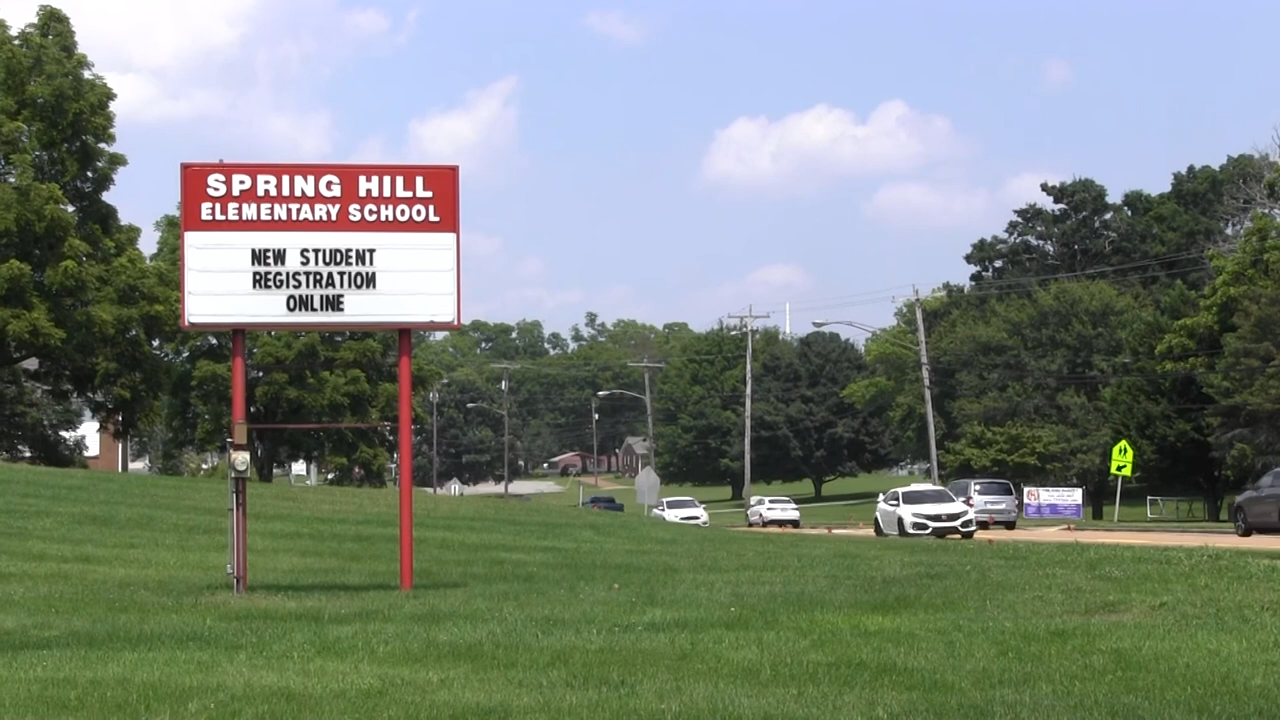 SPRING HILL
ELEMENTARY SCHOOL
NEW STUDENT
REGISTRATION
ONLINE